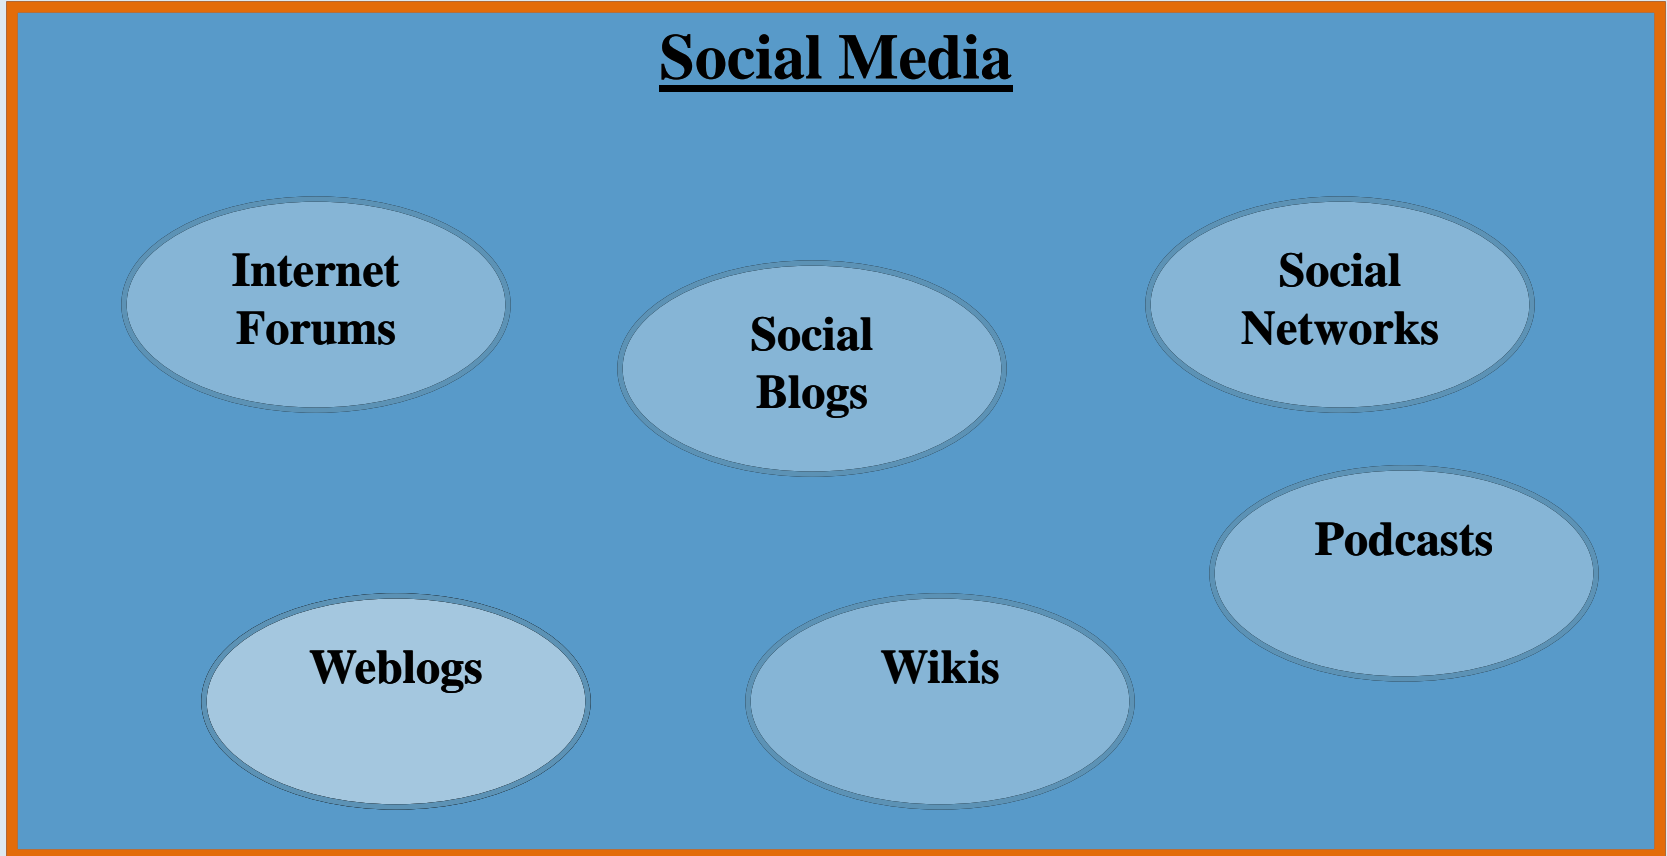 Social Media
Internet
Forums
Social
Blogs
Social
Networks
Podcasts
Weblogs
Wikis